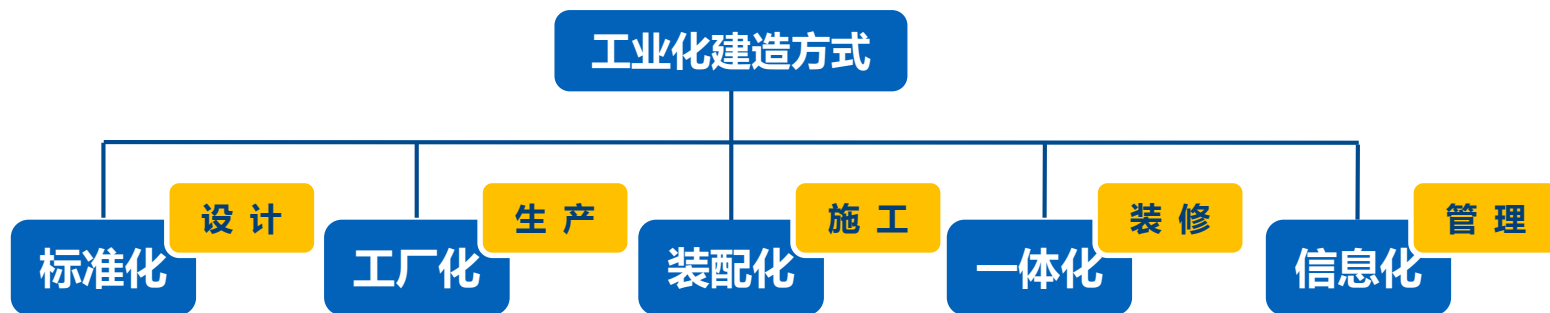 工业化建造方式
设计
生产
施工
装修
管理
标准化
工厂化
装配化
一体化
信息化